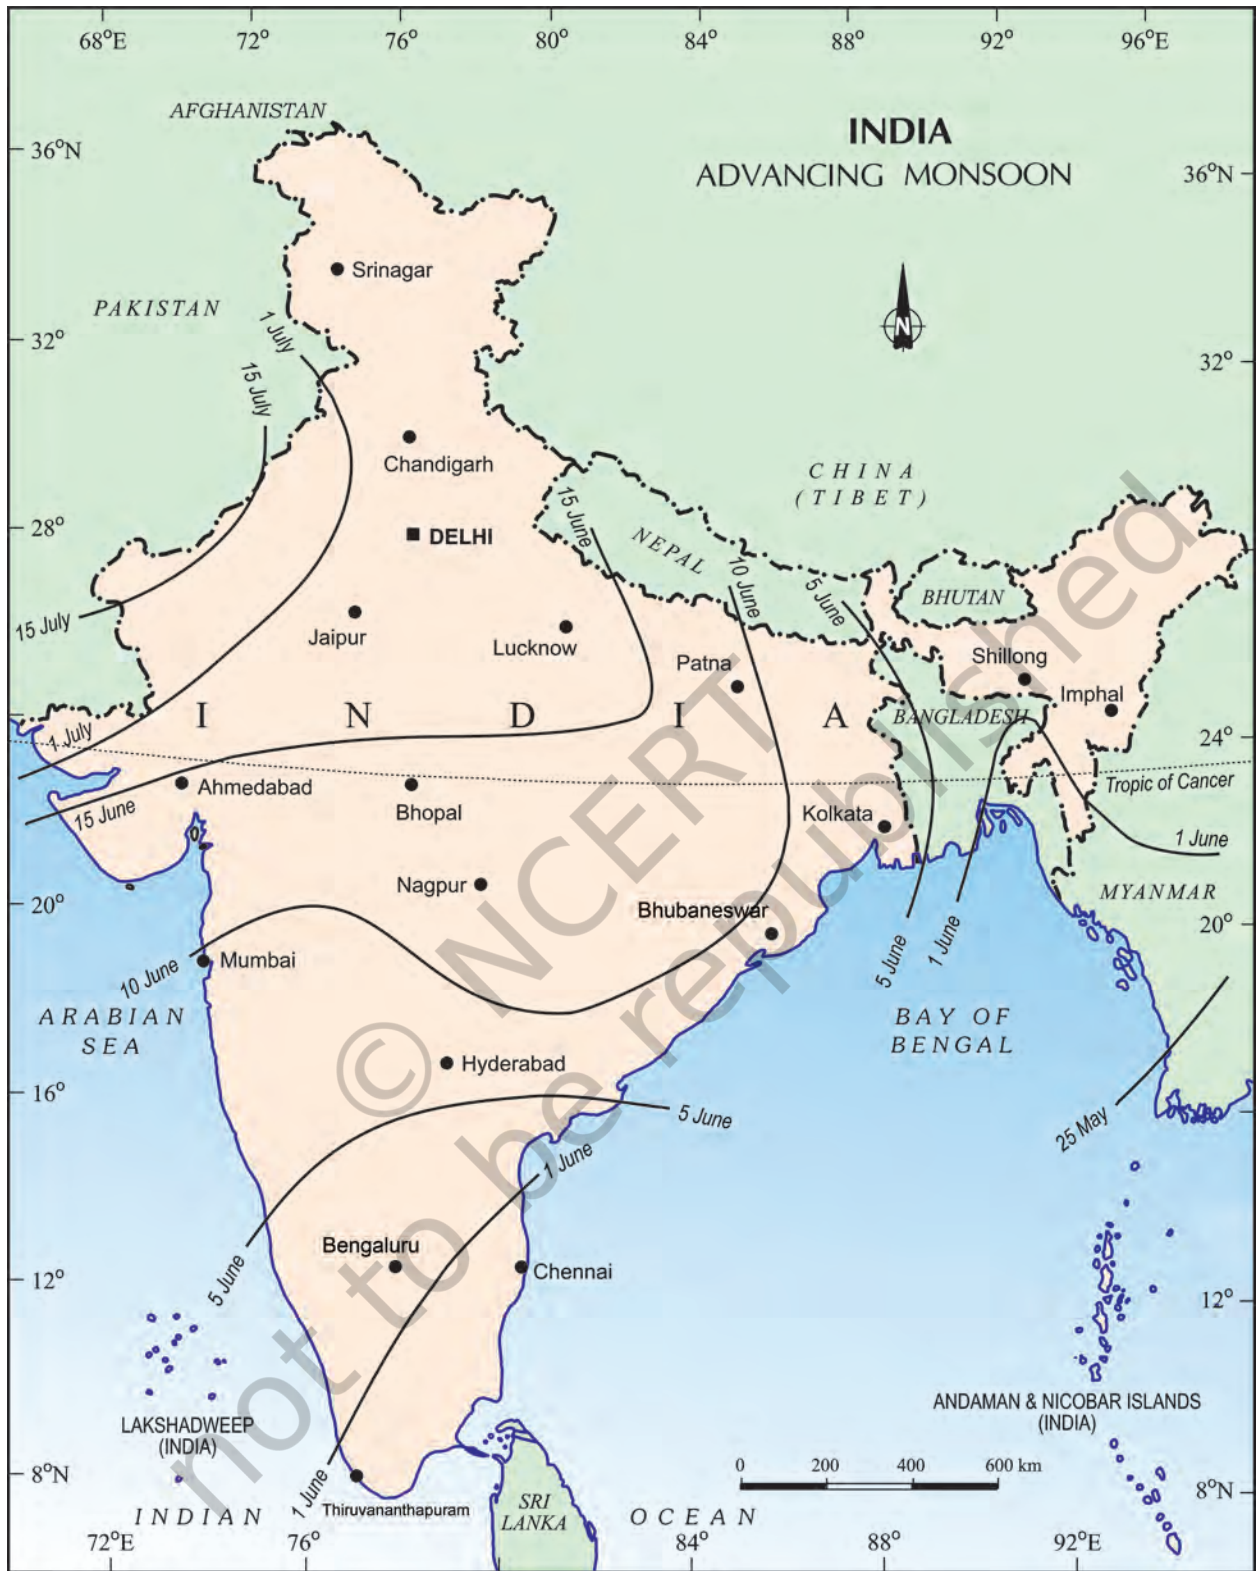 68°E 72° 76° 80° 84° 88° 92° 96°E
AFGHANISTAN
INDIA
ADVANCING MONSOON
36°N
36°N
Srinagar
PAKISTAN
1 July
N
32°
32°
15 July
Chandigarh
CHINA
(TIBET)
15 June
28°
DELHI
NEPAL
10 June
5 June
BHUTAN
15 July
Jaipur
Lucknow
Patna
Shillong
Imphal
I N D I A
BANGLADESH
1 July
24°
Ahmedabad
Tropic of Cancer
15 June
Bhopal
Kolkata
1 June
Nagpur
MYANMAR
20°
Bhubaneswar
20°
10 June
Mumbai
5 June
1 June
ARABIAN
SEA
BAY OF
BENGAL
Hyderabad
16°
5 June
25 May
1 June
Bengaluru
5 June
Chennai
12°
12°
© NCERT
not to be republished
LAKSHADWEEP
(INDIA)
ANDAMAN & NICOBAR ISLANDS
(INDIA)
8°N
1 June
0 200 400 600 km
8°N
Thiruvananthapuram
SRI
LANKA
INDIAN OCEAN
72°E 76° 84° 88° 92°E